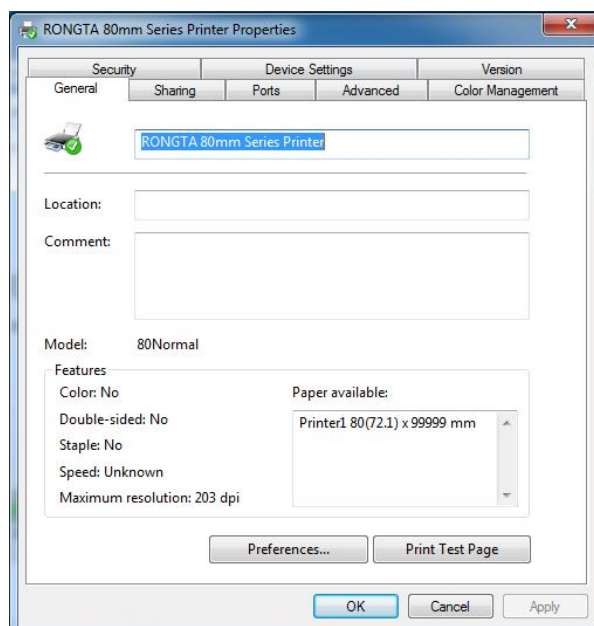 RONGTA 80mm Series Printer Properties
Security Device Settings Version
General Sharing Ports Advanced Color Management
RONGTA 80mm Series Printer
Location:
Comment:
Model: 80Normal
Features
Color: No Paper available:
Double-sided: No Printer1 80(72.1) x 99999 mm
Staple: No
Speed: Unknown
Maximum resolution: 203 dpi
Preferences... Print Test Page
OK Cancel Apply